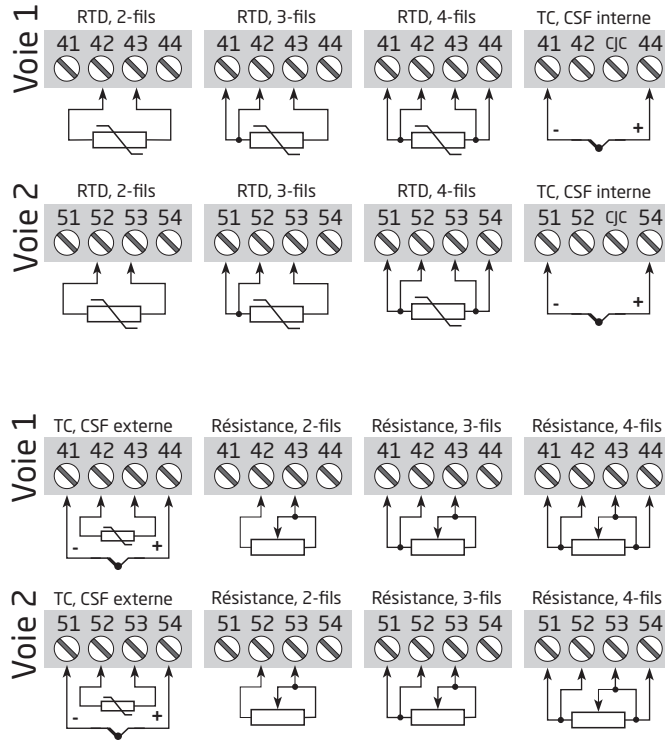 Voie 1
RTD, 2-fils
RTD, 3-fils
RTD, 4-fils
TC, CSF interne
41 42 43 44
41 42 43 44
41 42 43 44
41 42 CJC 44
- +
Voie 2
RTD, 2-fils
RTD, 3-fils
RTD, 4-fils
TC, CSF interne
51 52 53 54
51 52 53 54
51 52 53 54
51 52 CJC 54
- +
Voie 1
TC, CSF externe
Résistance, 2-fils
Résistance, 3-fils
Résistance, 4-fils
41 42 43 44
41 42 43 44
41 42 43 44
41 42 43 44
- +
Voie 2
TC, CSF externe
Résistance, 2-fils
Résistance, 3-fils
Résistance, 4-fils
51 52 53 54
51 52 53 54
51 52 53 54
51 52 53 54
- +